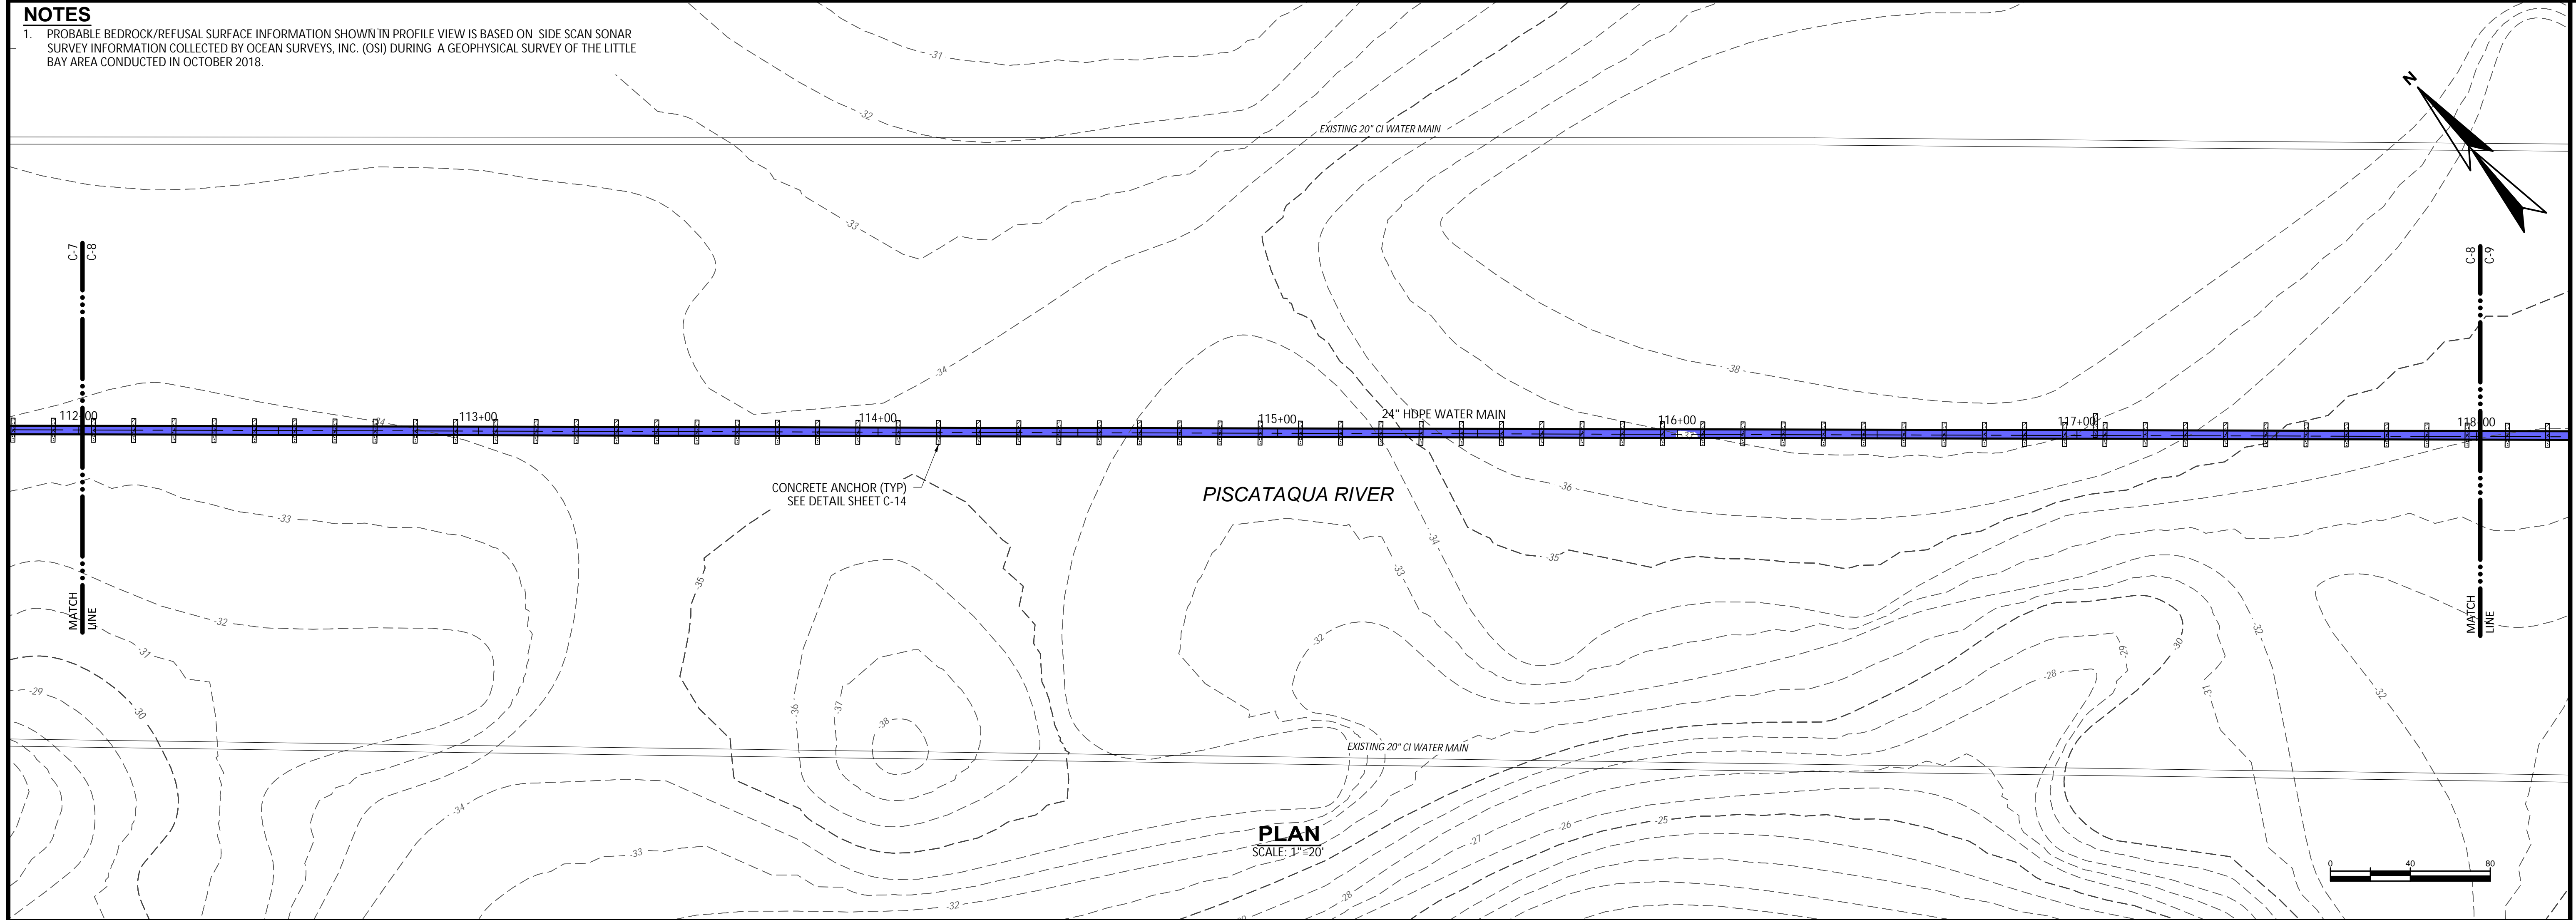 NOTES
1. PROBABLE BEDROCK/REFUSAL SURFACE INFORMATION SHOWN IN PROFILE VIEW IS BASED ON SIDE SCAN SONAR
SURVEY INFORMATION COLLECTED BY OCEAN SURVEYS, INC. (OSI) DURING A GEOPHYSICAL SURVEY OF THE LITTLE
BAY AREA CONDUCTED IN OCTOBER 2018.
-31
N
-32
EXISTING 20" CI WATER MAIN
-33
C-7
C-8
C-8
C-9
-34
-38
112+00
-34
113+00
114+00
115+00
24" HDPE WATER MAIN
116+00
117+00
118+00
-37
CONCRETE ANCHOR (TYP)
SEE DETAIL SHEET C-14
PISCATAQUA RIVER
-36
-33
-34
-35
-35
-33
MATCH
LINE
-32
-32
-32
MATCH
LINE
-31
-30
-29
-28
-29
-31
-32
-30
-36
-37
-38
EXISTING 20" CI WATER MAIN
-34
-33
PLAN
SCALE: 1"=20'
-27
-26
-25
-28
-32
0
40
80